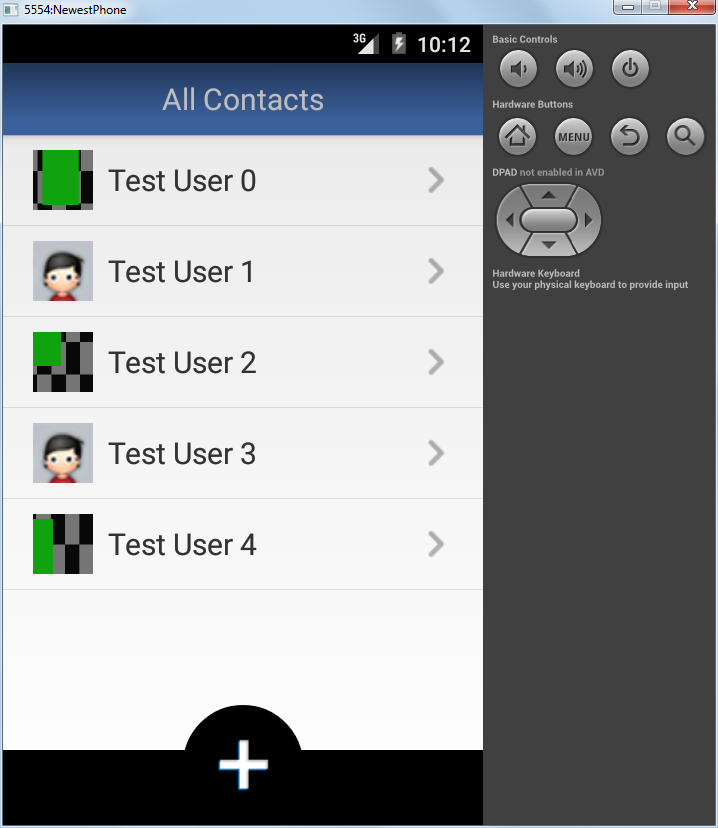 5554:NewestPhone
3G 10:12
All Contacts
Test User 0
Test User 1
Test User 2
Test User 3
Test User 4
Basic Controls
Hardware Buttons
MENU
DPAD not enabled in AVD
Hardware Keyboard
Use your physical keyboard to provide input